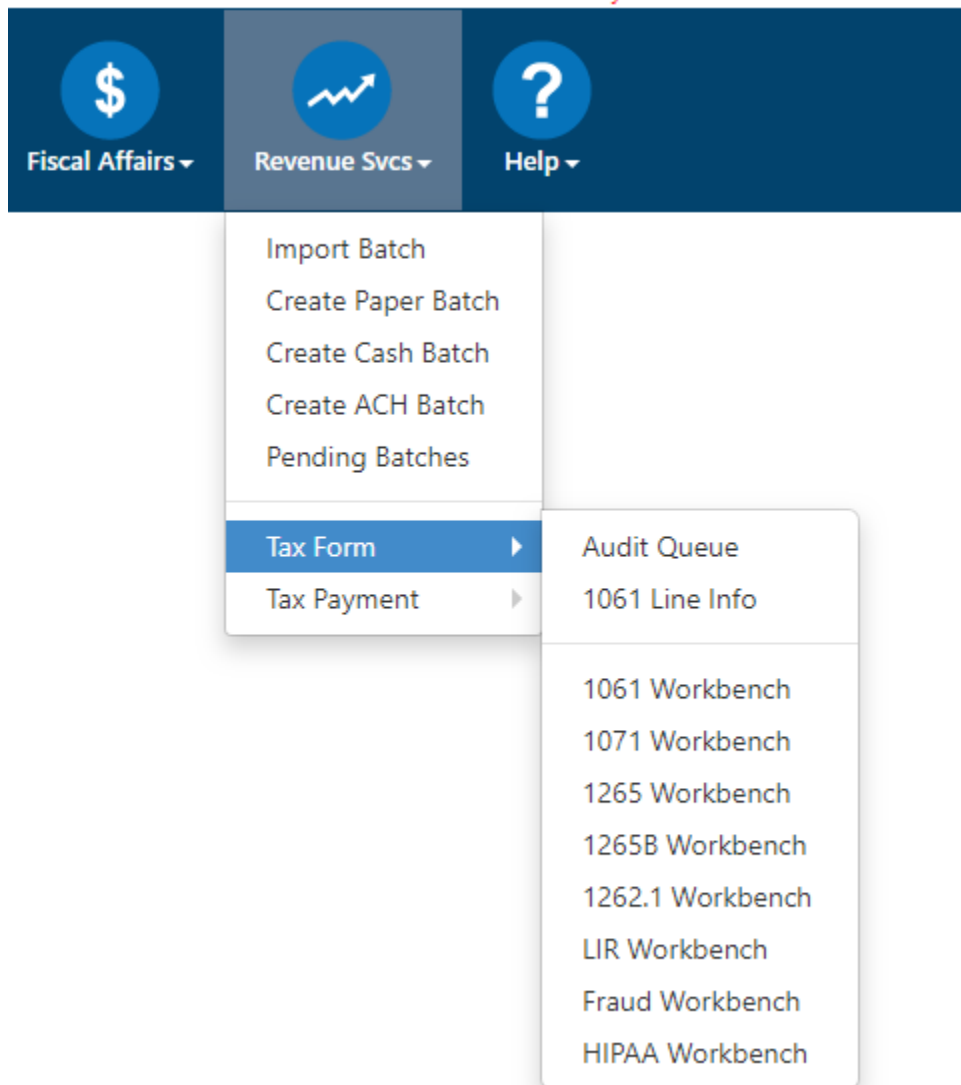 $
?
Fiscal Affairs
Revenue Svcs
Help
Import Batch
Create Paper Batch
Create Cash Batch
Create ACH Batch
Pending Batches
Tax Form
Tax Payment
Audit Queue
1061 Line Info
1061 Workbench
1071 Workbench
1265 Workbench
1265B Workbench
1262.1 Workbench
LIR Workbench
Fraud Workbench
HIPAA Workbench